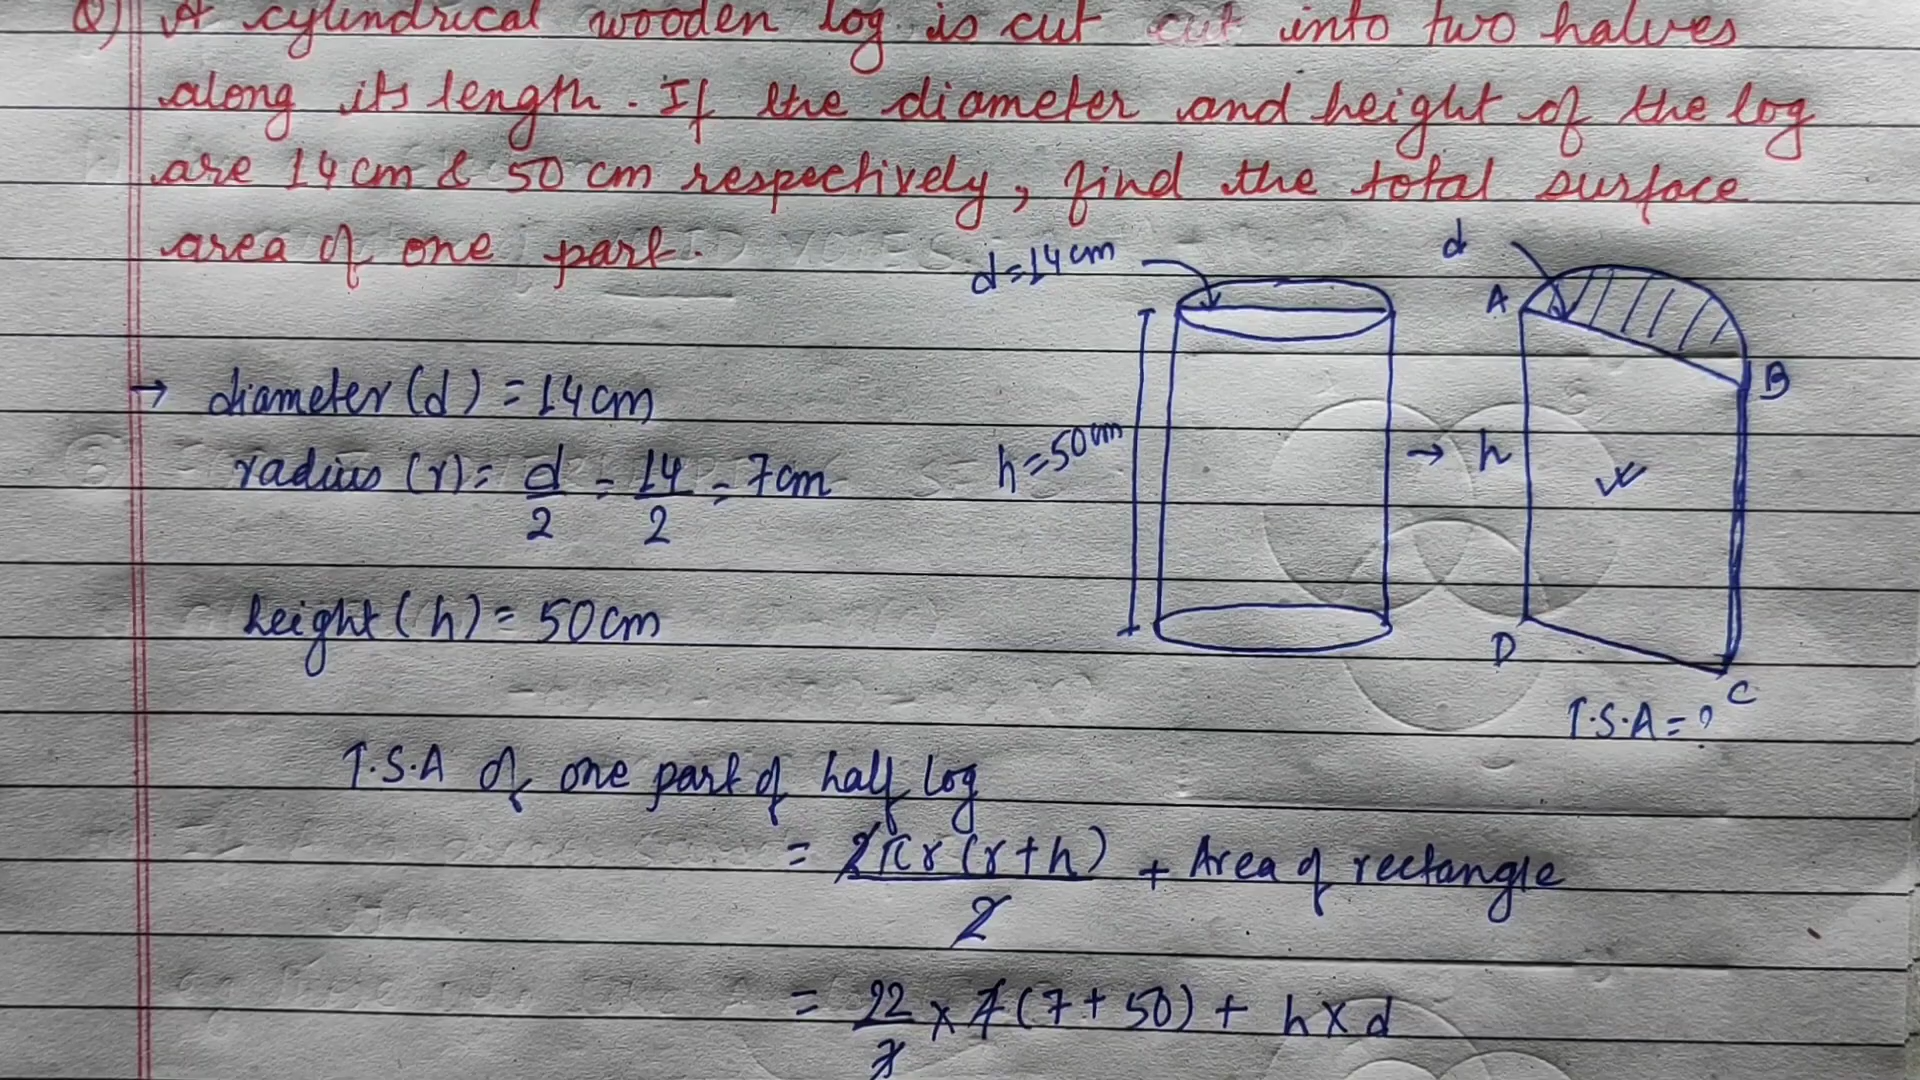 Q) A cylindrical wooden log is cut cut into two halves
along its length. If the diameter and height of the log
are 14 cm & 50 cm respectively, find the total surface
area of one part.
d=14cm
d
A
B
→ diameter (d) = 14cm
radius (r) = d/2 = 14/2 = 7cm
h=50cm
→ h
height (h) = 50cm
D
C
T.S.A = ?
T.S.A of one part of half log
= 2πr(r+h)/2 + Area of rectangle
= 22/7 × 7(7+50) + h×d